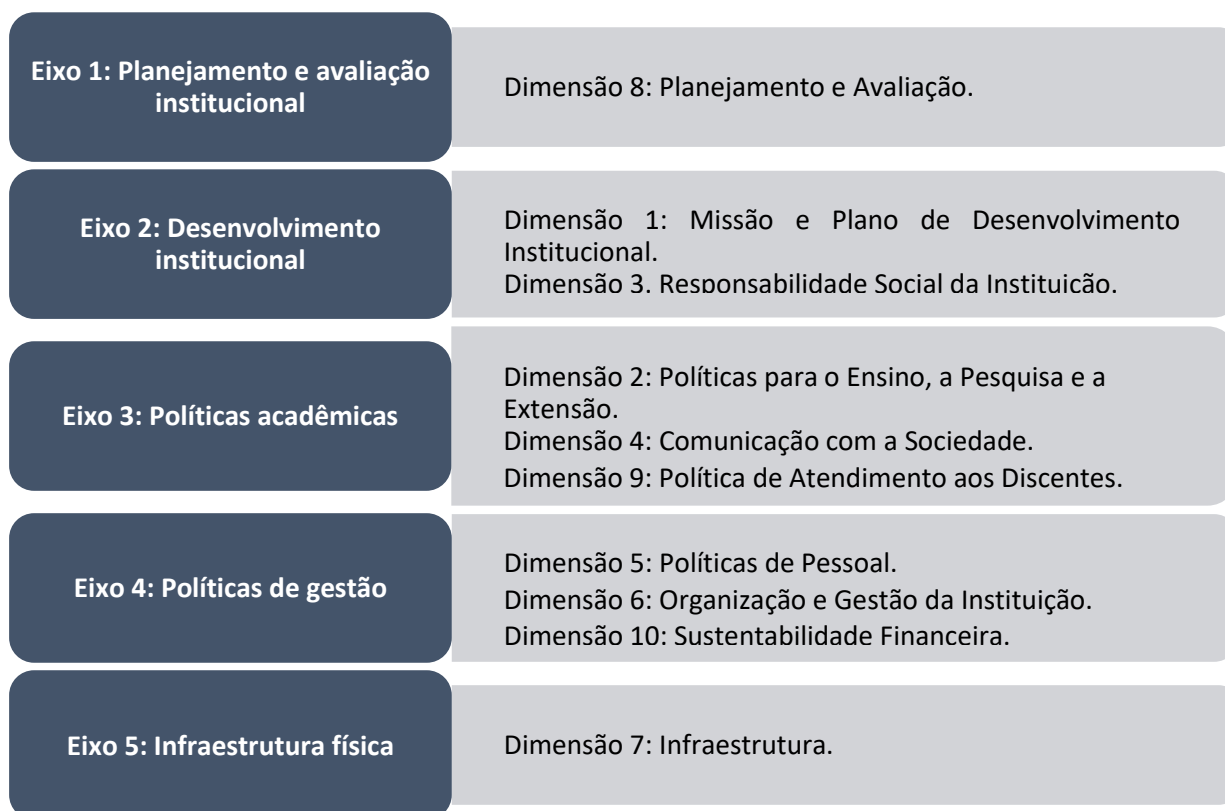 Eixo 1: Planejamento e avaliação
institucional
Dimensão 8: Planejamento e Avaliação.
Eixo 2: Desenvolvimento
institucional
Dimensão 1: Missão e Plano de Desenvolvimento
Institucional.
Dimensão 3. Responsabilidade Social da Instituição.
Eixo 3: Políticas acadêmicas
Dimensão 2: Políticas para o Ensino, a Pesquisa e a
Extensão.
Dimensão 4: Comunicação com a Sociedade.
Dimensão 9: Política de Atendimento aos Discentes.
Eixo 4: Políticas de gestão
Dimensão 5: Políticas de Pessoal.
Dimensão 6: Organização e Gestão da Instituição.
Dimensão 10: Sustentabilidade Financeira.
Eixo 5: Infraestrutura física
Dimensão 7: Infraestrutura.